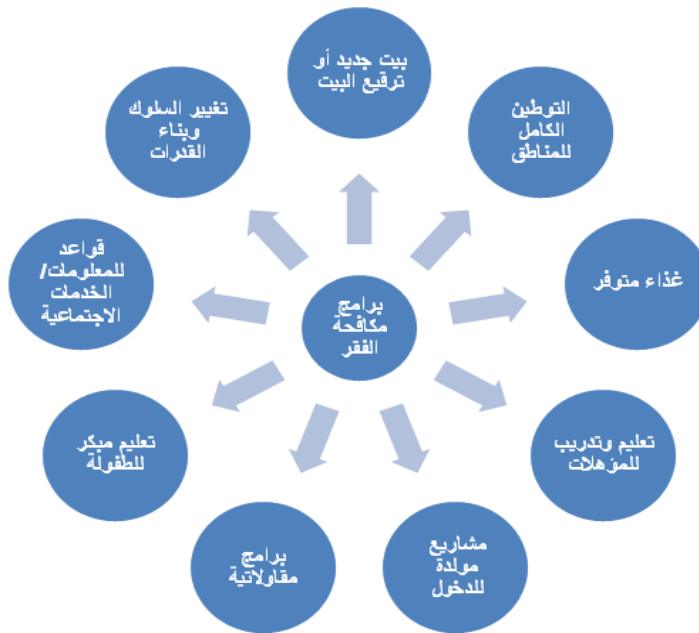 بيت جديد أو
ترقيع البيت
التوطين
الكامل
للمناطق
غذاء متوفر
تعليم وتدريب
للمؤهلات
مشاريع
مولدة
للدخول
برامج
مقاولاتية
تعليم مبكر
للطفولة
قواعد
للمعلومات/
الخدمات
الاجتماعية
تغيير السلوك
وبناء
القدرات
برامج
مكافحة
الفقر